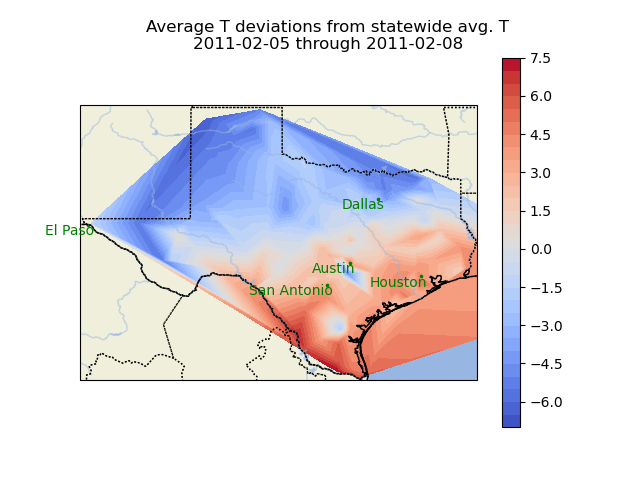 Average T deviations from statewide avg. T
2011-02-05 through 2011-02-08
7.5
6.0
4.5
3.0
1.5
0.0
−1.5
−3.0
−4.5
−6.0
Dallas
El Paso
Austin
Houston
San Antonio